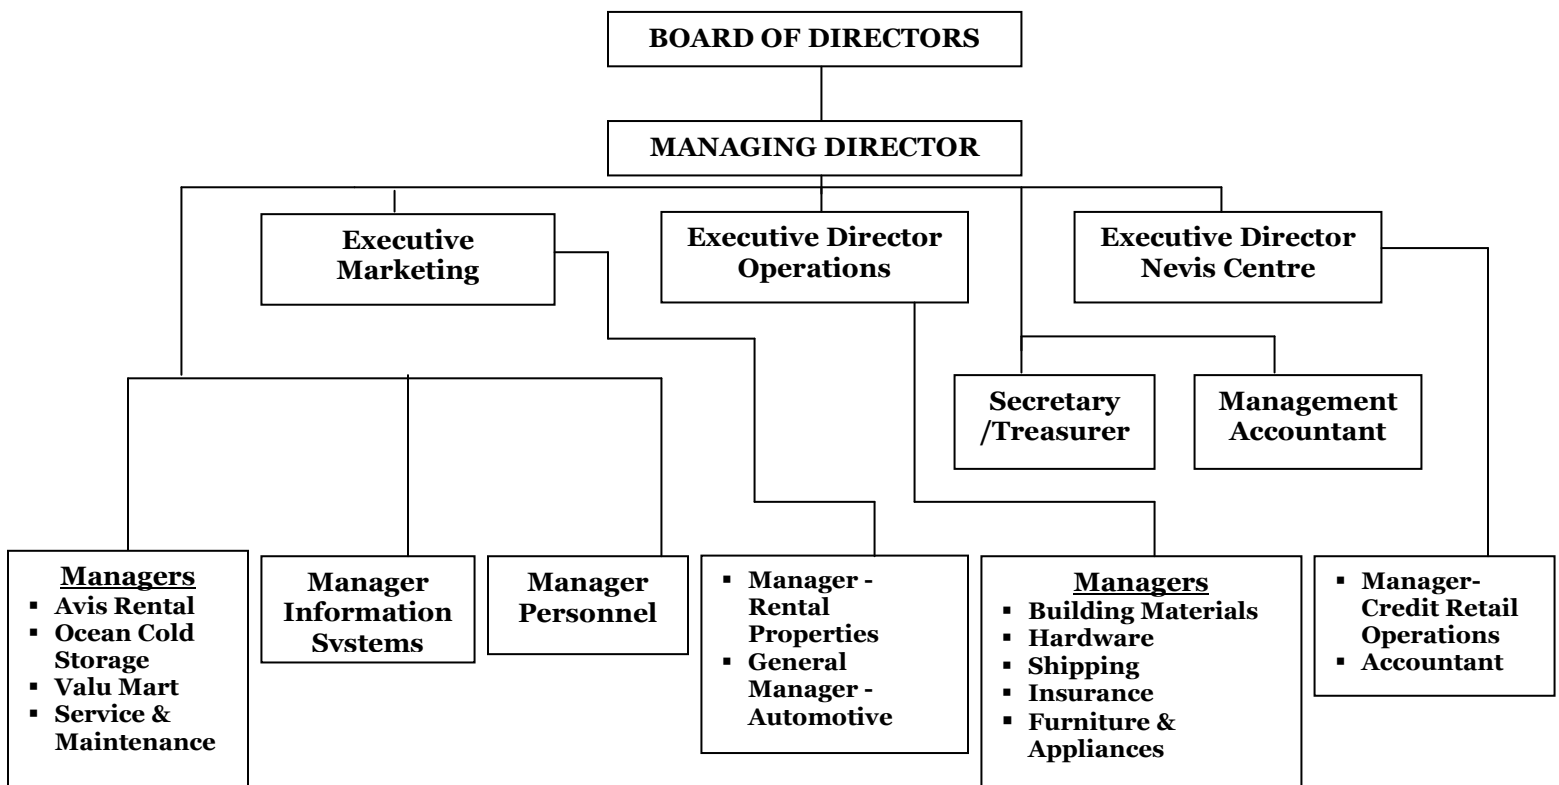 BOARD OF DIRECTORS
MANAGING DIRECTOR
Executive
Marketing
Executive Director
Operations
Executive Director
Nevis Centre
Secretary
/Treasurer
Management
Accountant
Managers
▪ Avis Rental
▪ Ocean Cold
Storage
▪ Valu Mart
▪ Service &
Maintenance
Manager
Information
Systems
Manager
Personnel
▪ Manager -
Rental
Properties
▪ General
Manager -
Automotive
Managers
▪ Building Materials
▪ Hardware
▪ Shipping
▪ Insurance
▪ Furniture &
Appliances
▪ Manager-
Credit Retail
Operations
▪ Accountant